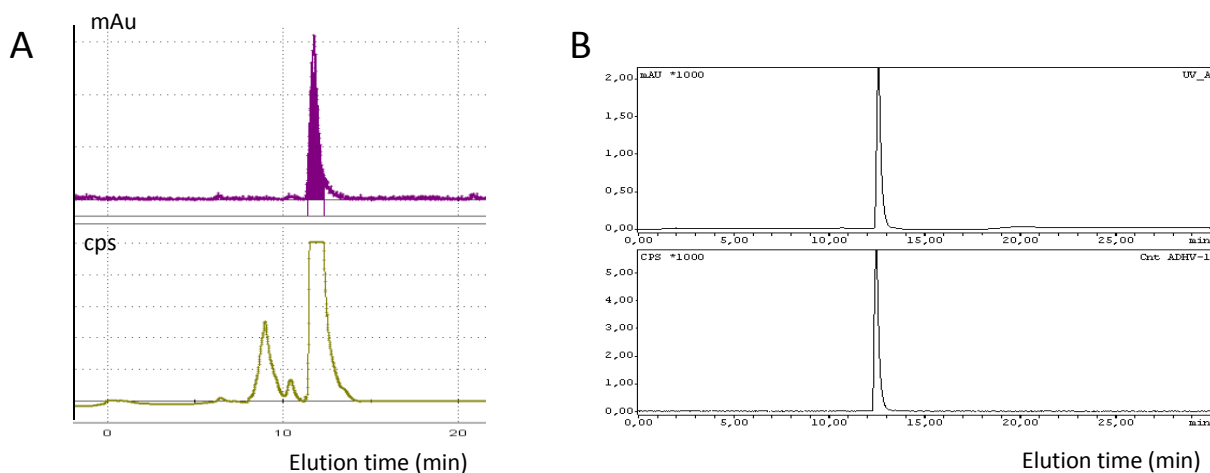 A
mAu
cps
0 10 20
Elution time (min)
B
mAU *1000 UV_A
2,00
1,50
1,00
0,50
0,00
0,00 5,00 10,00 15,00 20,00 25,00 min
CPS *1000 Cnt ADHV-1
5,00
4,00
3,00
2,00
1,00
0,00
0,00 5,00 10,00 15,00 20,00 25,00 min
Elution time (min)